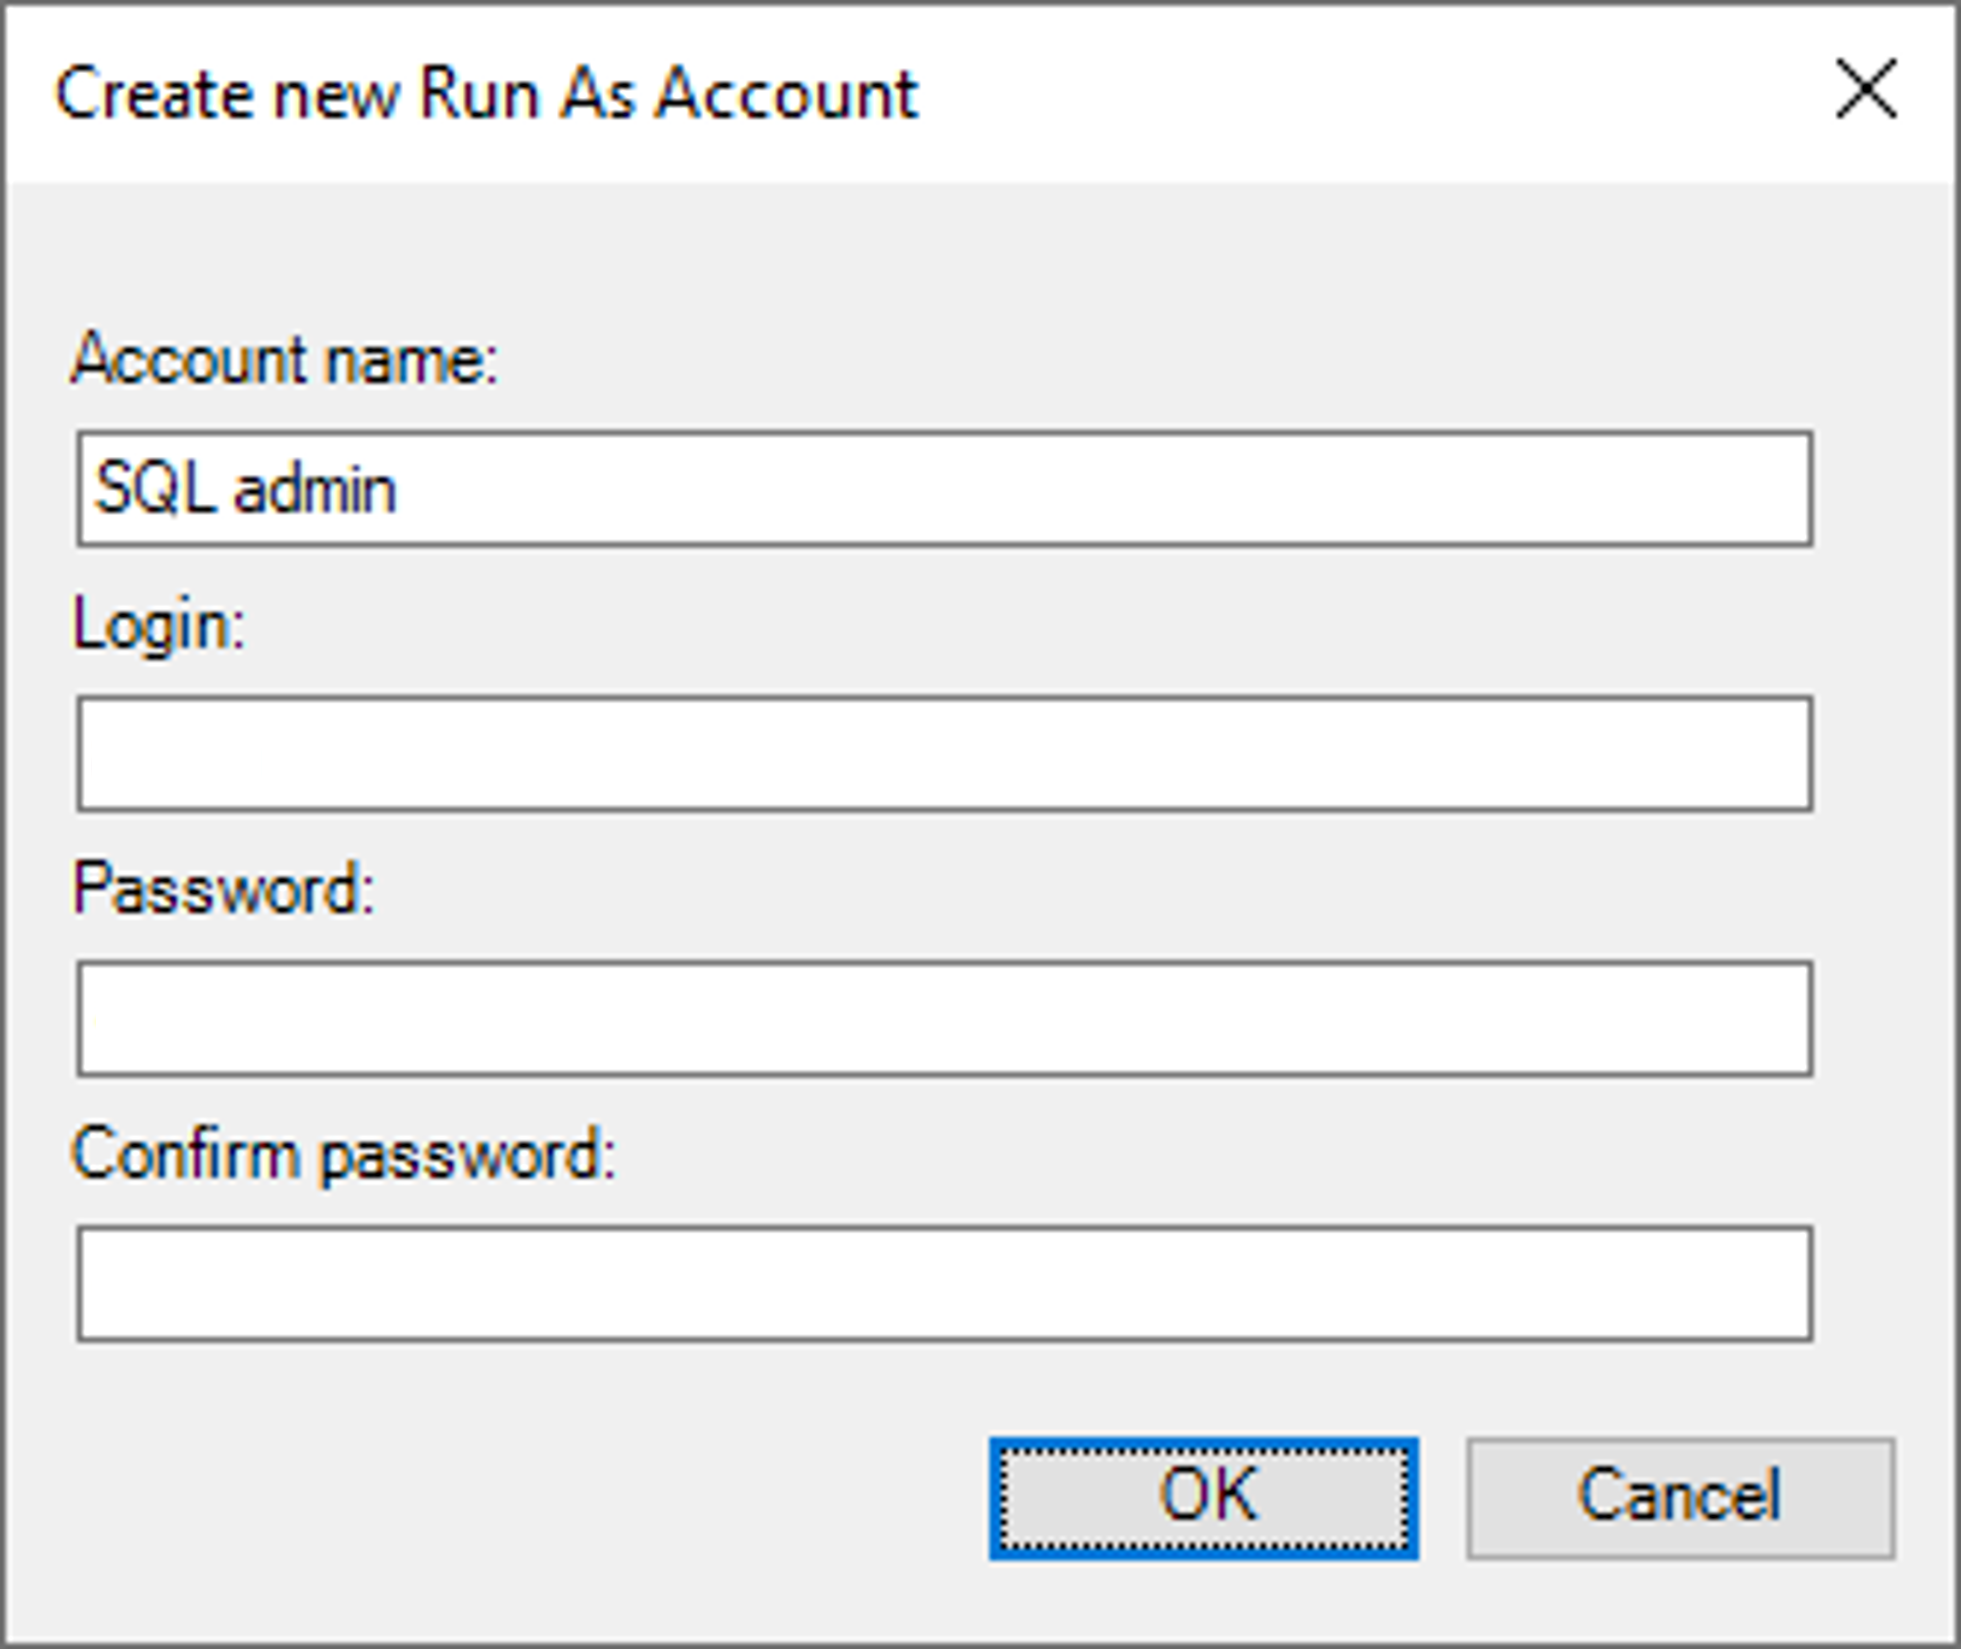 Create new Run As Account
Account name:
SQL admin
Login:
Password:
Confirm password:
OK
Cancel